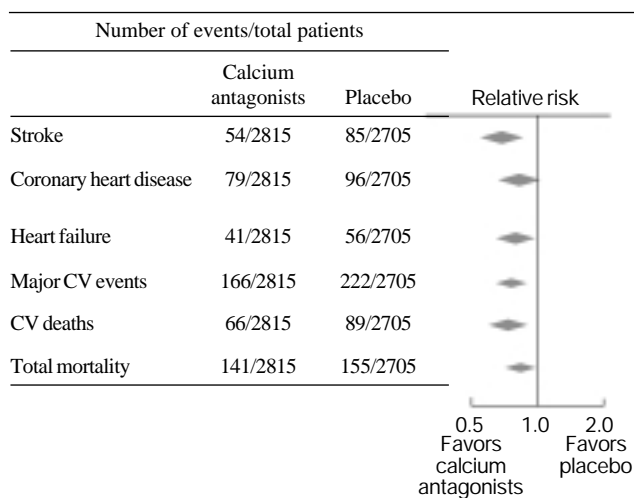 Number of events/total patients
Calcium
antagonists Placebo Relative risk
Stroke 54/2815 85/2705
Coronary heart disease 79/2815 96/2705
Heart failure 41/2815 56/2705
Major CV events 166/2815 222/2705
CV deaths 66/2815 89/2705
Total mortality 141/2815 155/2705
0.5 1.0 2.0
Favors Favors
calcium placebo
antagonists